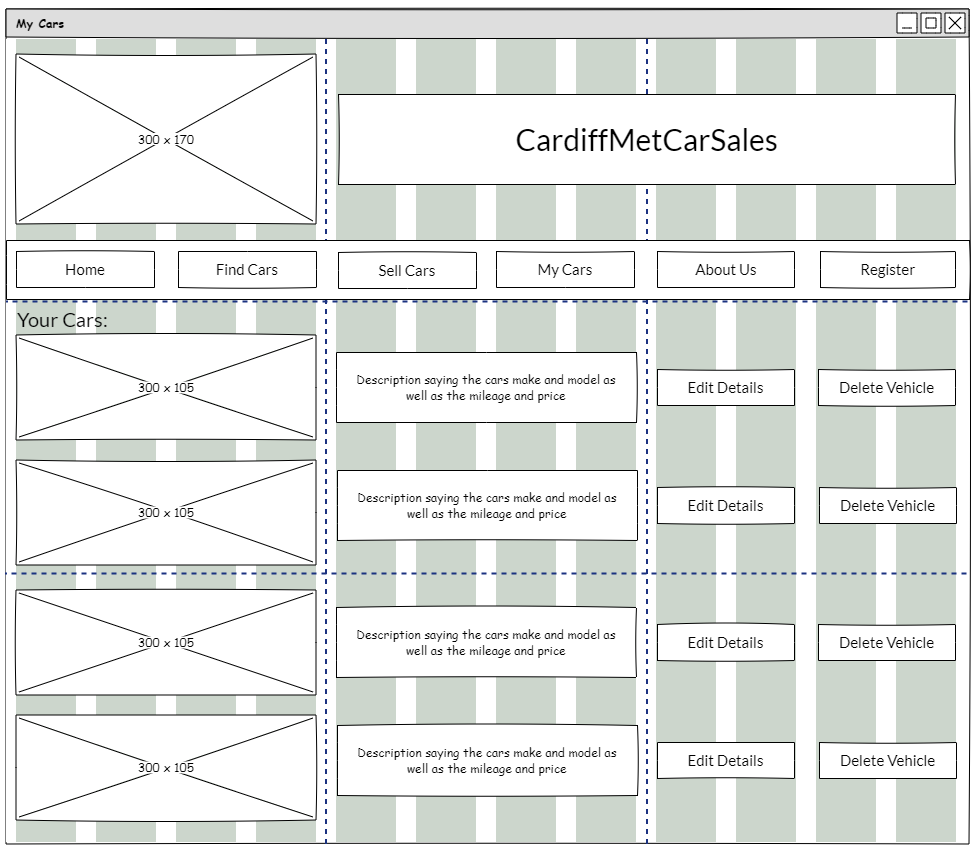 My Cars
300 x 170
CardiffMetCarSales
Home
Find Cars
Sell Cars
My Cars
About Us
Register
Your Cars:
300 x 105
Description saying the cars make and model as
well as the mileage and price
Edit Details
Delete Vehicle
300 x 105
Description saying the cars make and model as
well as the mileage and price
Edit Details
Delete Vehicle
300 x 105
Description saying the cars make and model as
well as the mileage and price
Edit Details
Delete Vehicle
300 x 105
Description saying the cars make and model as
well as the mileage and price
Edit Details
Delete Vehicle